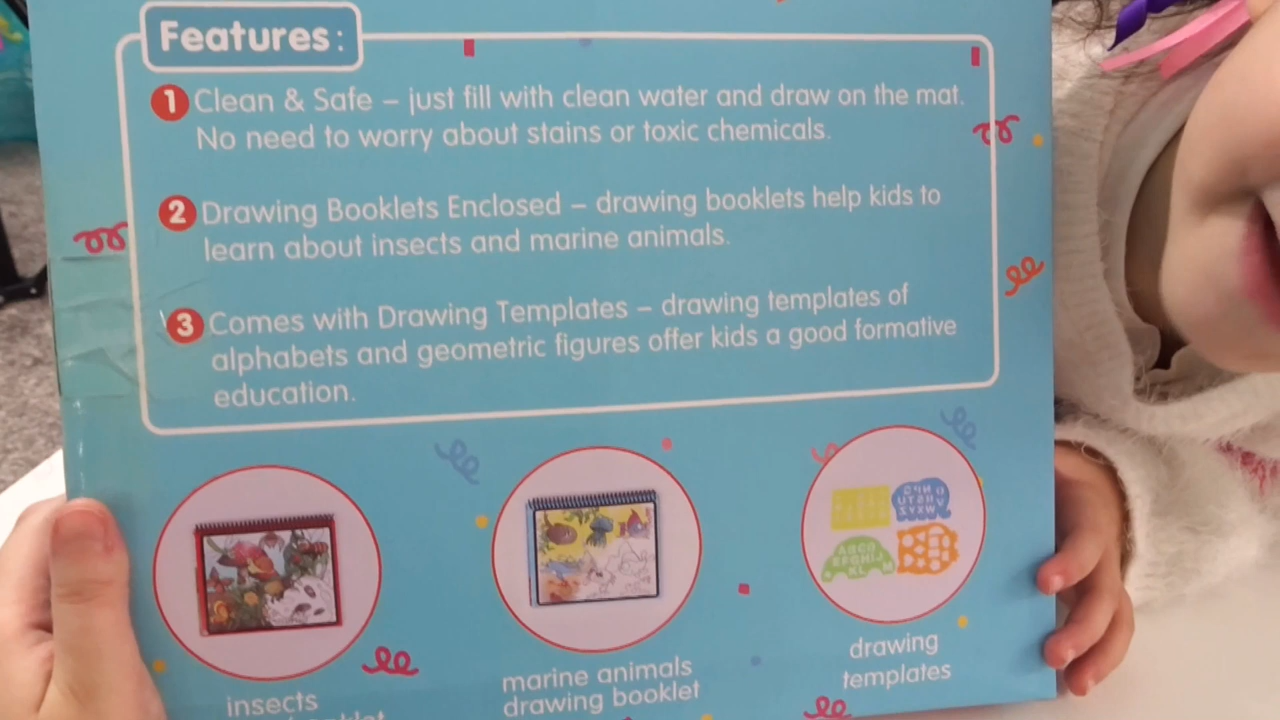 Features:
1 Clean & Safe – just fill with clean water and draw on the mat.
No need to worry about stains or toxic chemicals.
2 Drawing Booklets Enclosed – drawing booklets help kids to
learn about insects and marine animals.
3 Comes with Drawing Templates – drawing templates of
alphabets and geometric figures offer kids a good formative
education.
insects
marine animals
drawing booklet
drawing
templates